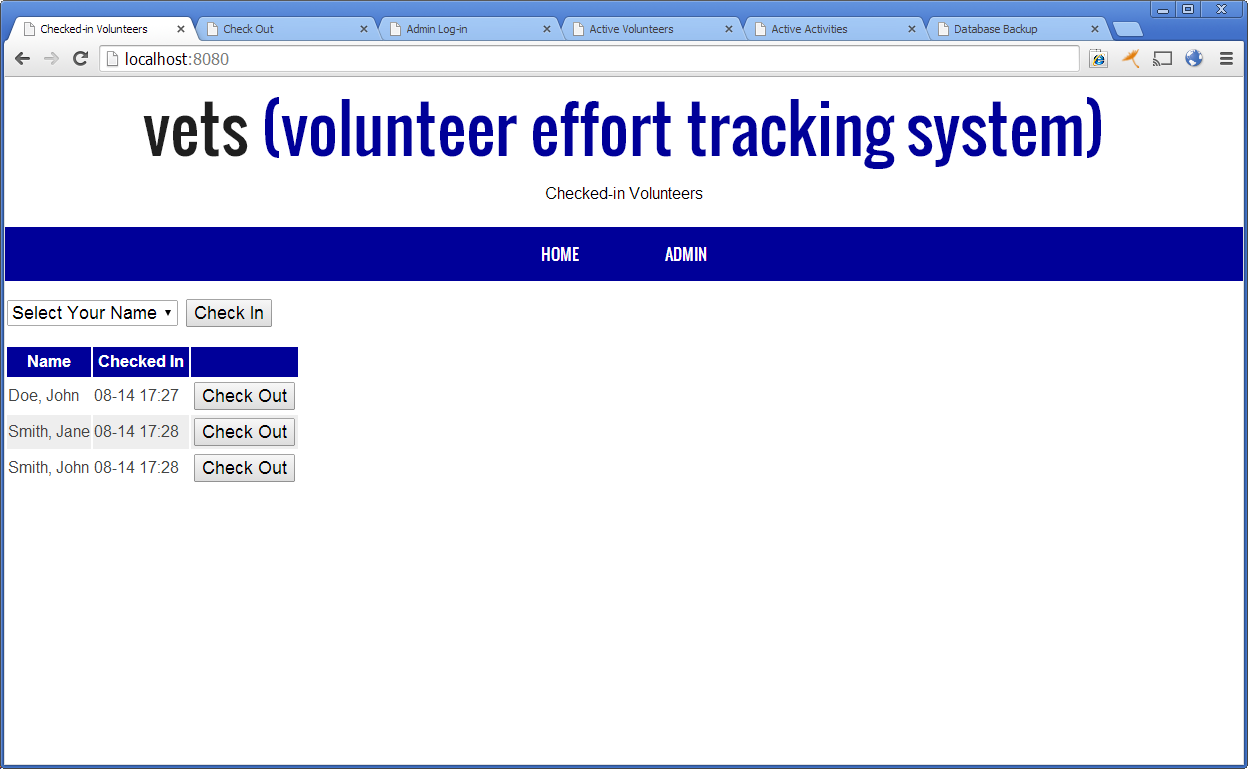 Checked-in Volunteers
Check Out
Admin Log-in
Active Volunteers
Active Activities
Database Backup
localhost:8080
vets (volunteer effort tracking system)
Checked-in Volunteers
HOME ADMIN
Select Your Name Check In
Name Checked In
Doe, John 08-14 17:27 Check Out
Smith, Jane 08-14 17:28 Check Out
Smith, John 08-14 17:28 Check Out